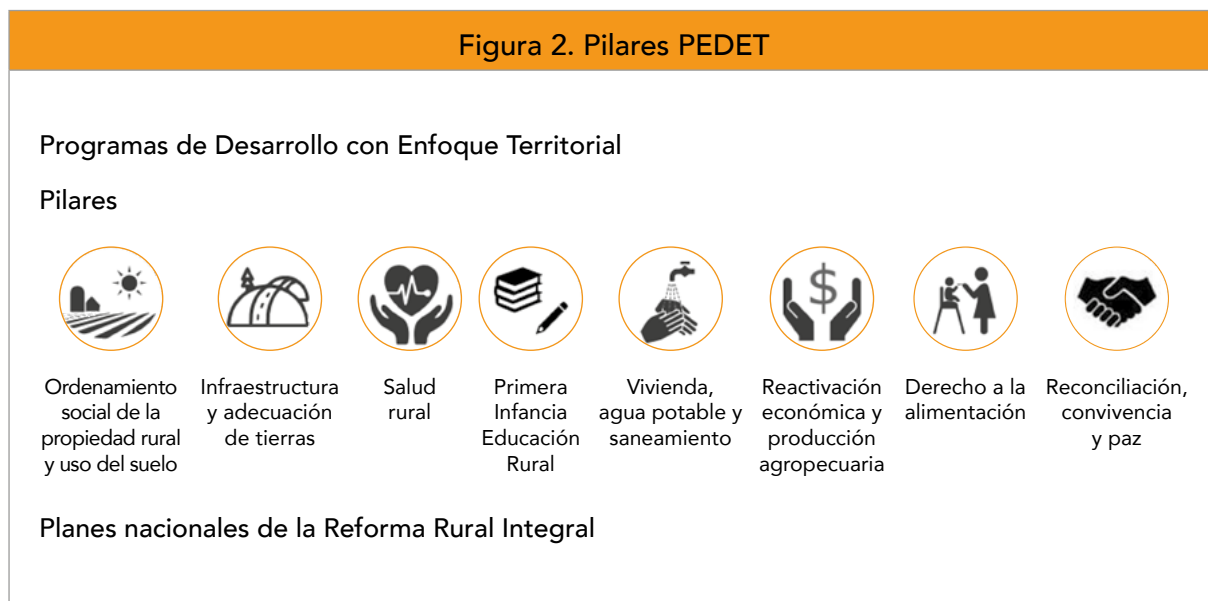 Figura 2. Pilares PEDET
Programas de Desarrollo con Enfoque Territorial
Pilares
$
Ordenamiento
social de la
propiedad rural
y uso del suelo
Infraestructura
y adecuación
de tierras
Salud
rural
Primera
Infancia
Educación
Rural
Vivienda,
agua potable y
saneamiento
Reactivación
económica y
producción
agropecuaria
Derecho a la
alimentación
Reconciliación,
convivencia
y paz
Planes nacionales de la Reforma Rural Integral